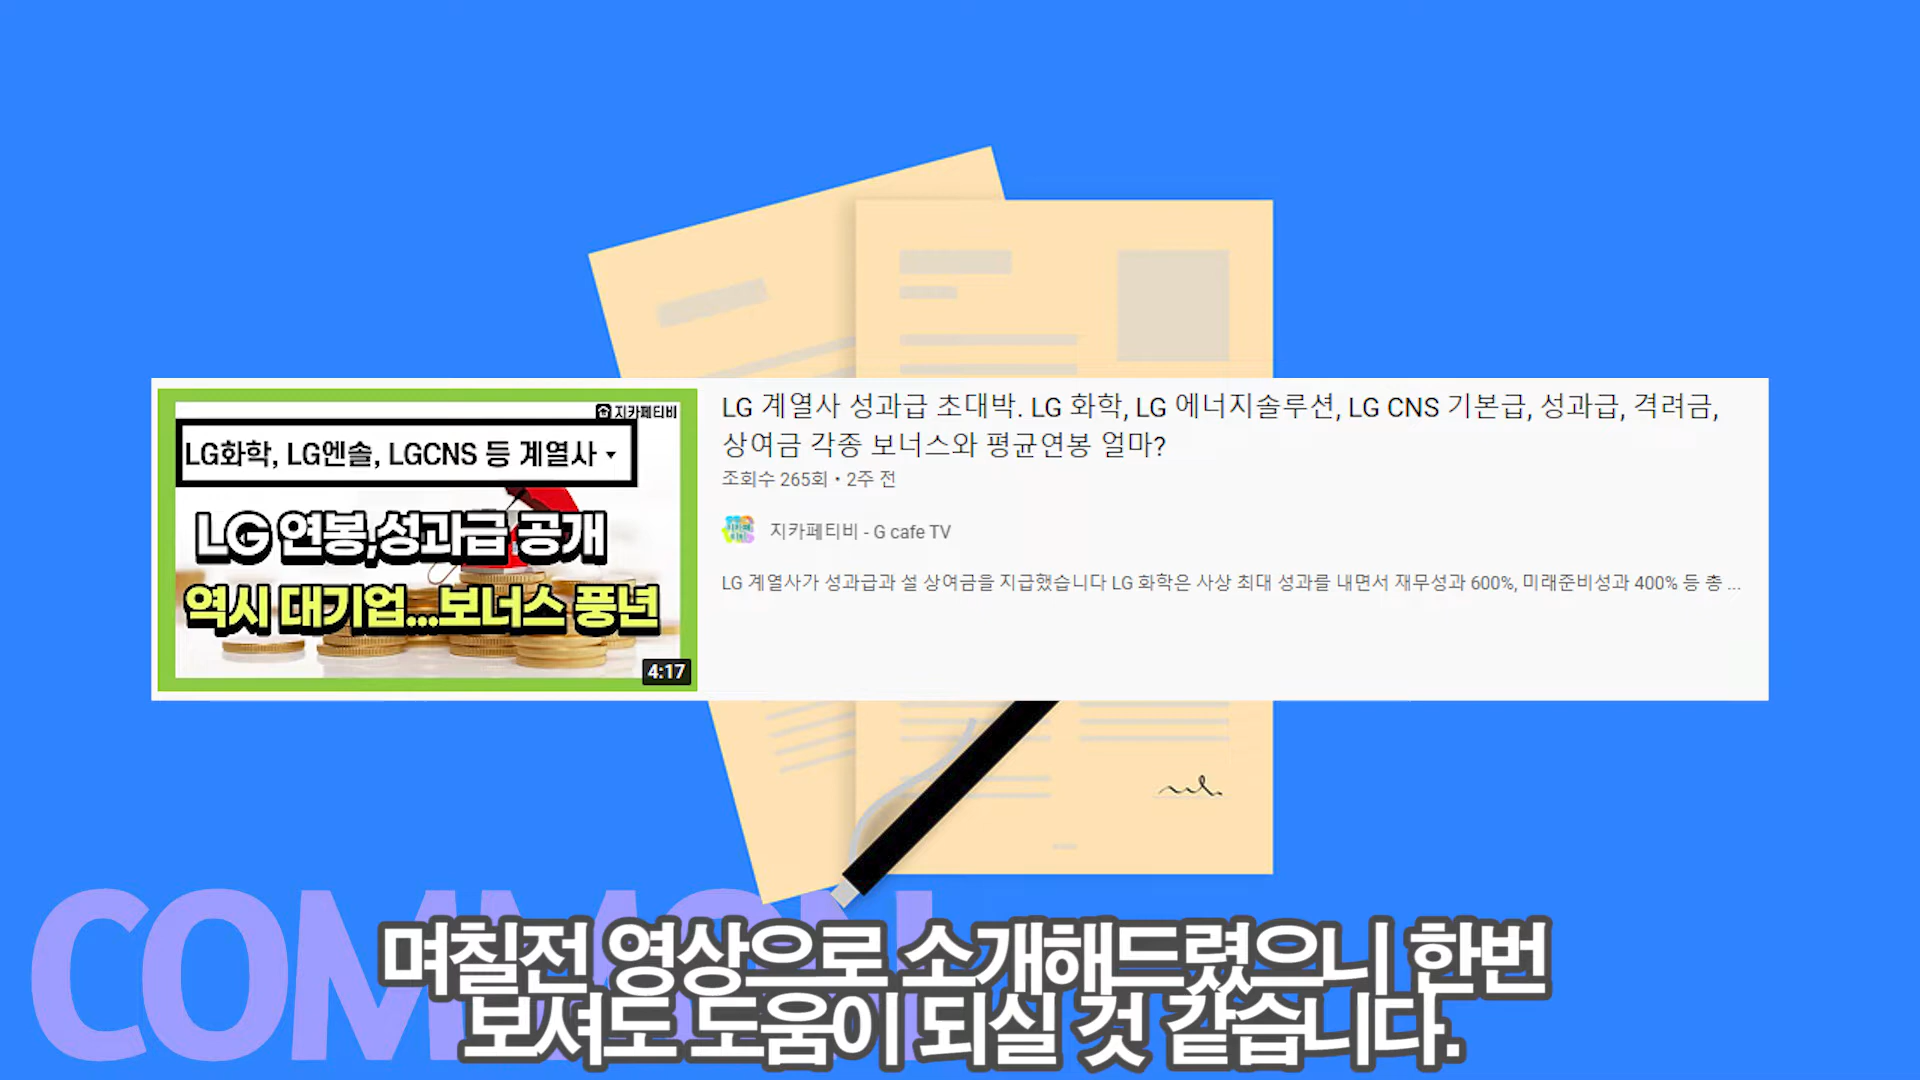 지카페티비
LG화학, LG엔솔, LGCNS 등 계열사
LG 연봉,성과급 공개
역시 대기업...보너스 풍년
4:17
LG 계열사 성과급 초대박. LG 화학, LG 에너지솔루션, LG CNS 기본급, 성과급, 격려금,
상여금 각종 보너스와 평균연봉 얼마?
조회수 265회 • 2주 전
지카페티비 - G cafe TV
LG 계열사가 성과급과 설 상여금을 지급했습니다 LG 화학은 사상 최대 성과를 내면서 재무성과 600%, 미래준비성과 400% 등 총 ...
COMMON
며칠전 영상으로 소개해드렸으니 한번
보셔도 도움이 되실 것 같습니다.